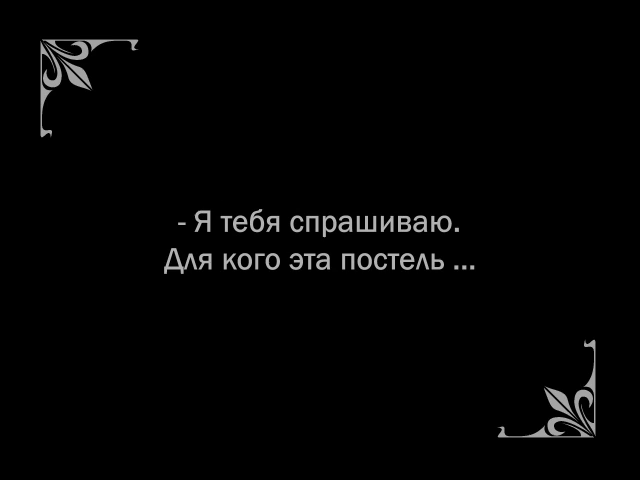 - Я тебя спрашиваю.
Для кого эта постель ...